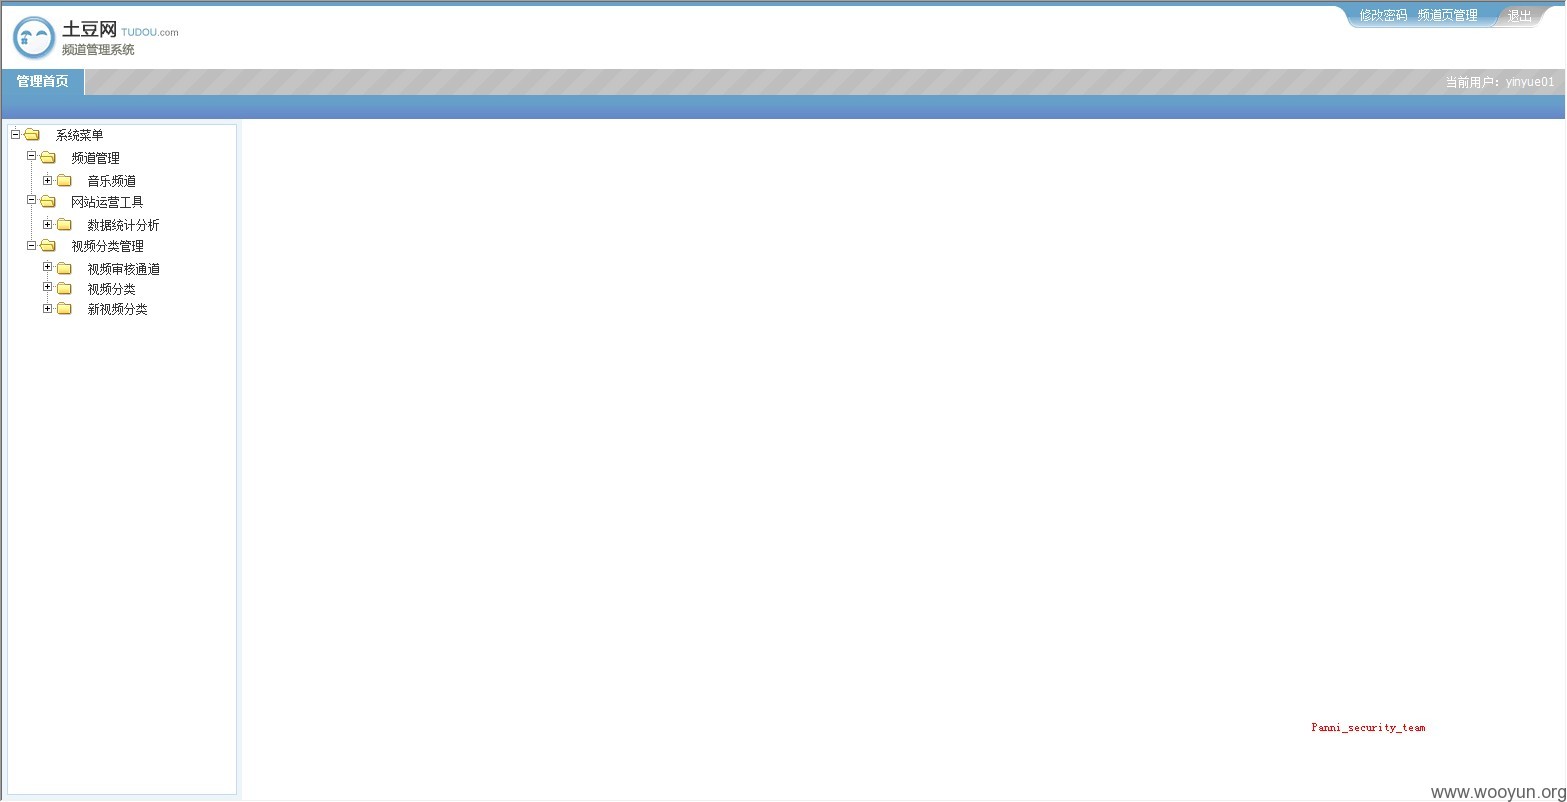 修改密码 频道页管理 退出
土豆网 TUDOU.com
频道管理系统
管理首页
当前用户：yinyue01
系统菜单
频道管理
音乐频道
网站运营工具
数据统计分析
视频分类管理
视频审核通道
视频分类
新视频分类
Panni_security_team
www.wooyun.org